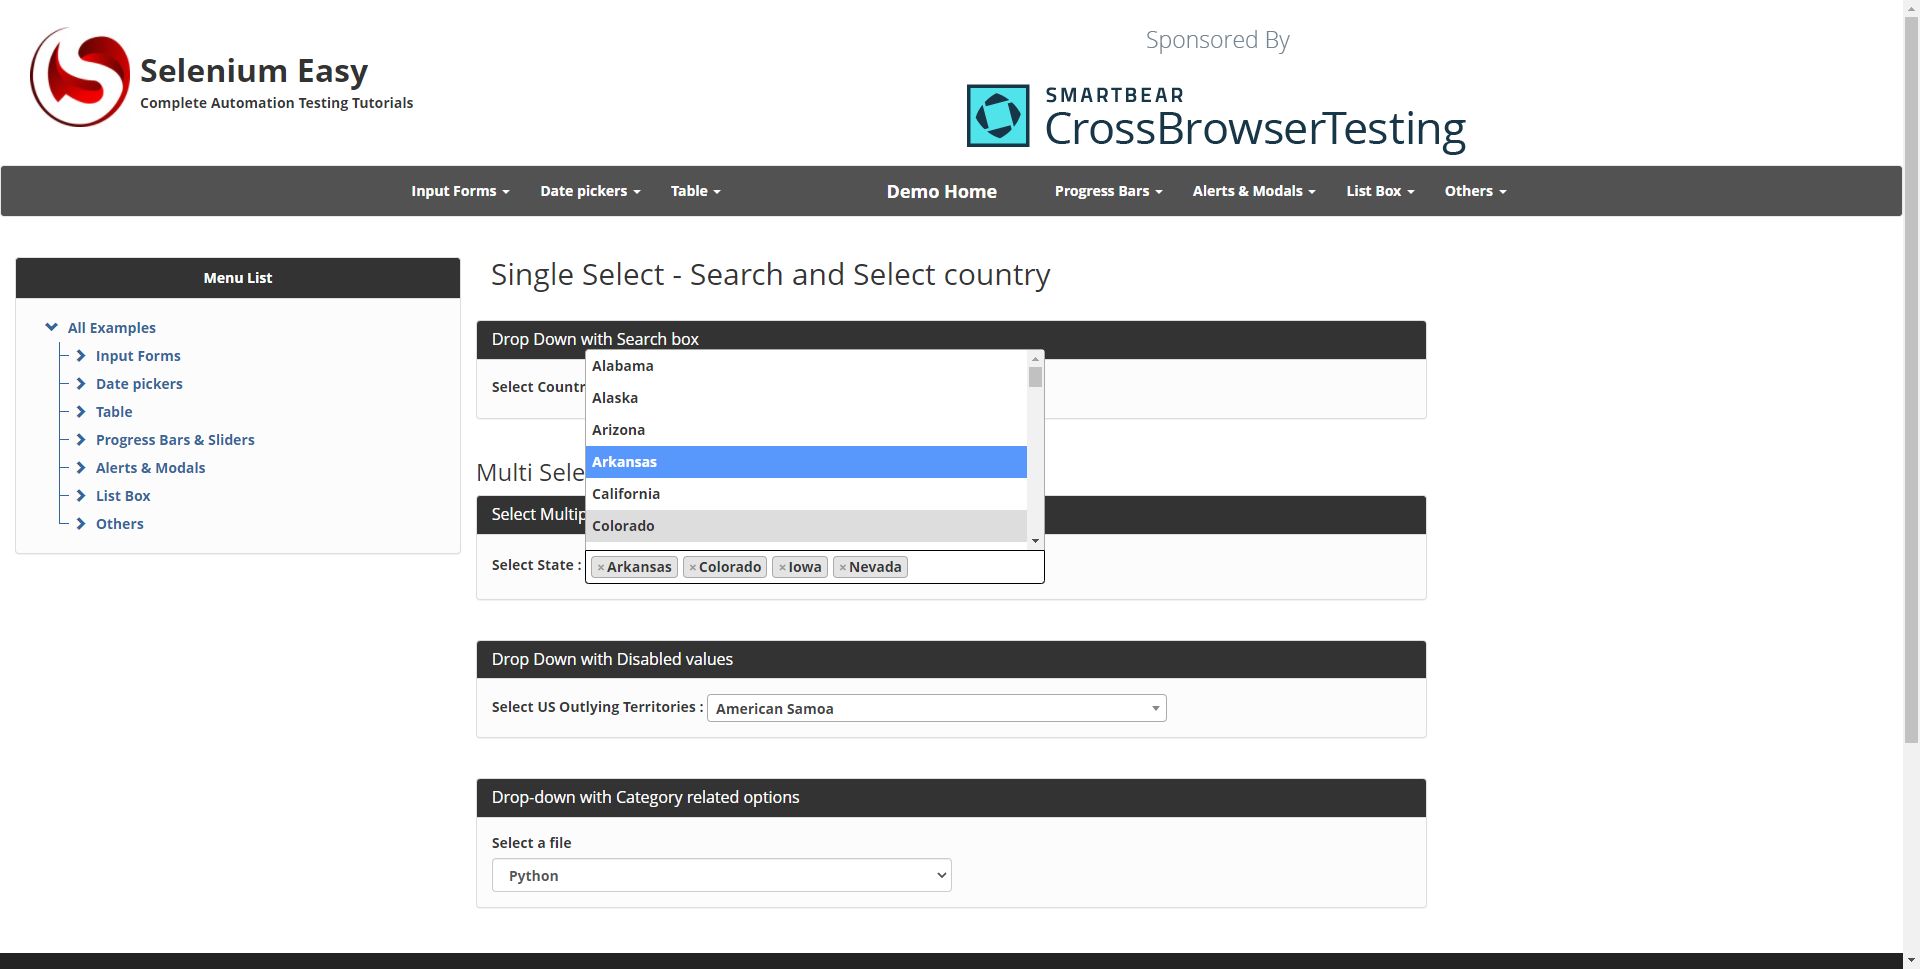 Selenium Easy
Complete Automation Testing Tutorials
Sponsored By
SMARTBEAR
CrossBrowserTesting
Input Forms
Date pickers
Table
Demo Home
Progress Bars
Alerts & Modals
List Box
Others
Menu List
All Examples
Input Forms
Date pickers
Table
Progress Bars & Sliders
Alerts & Modals
List Box
Others
Single Select - Search and Select country
Drop Down with Search box
Select Countr
Alabama
Alaska
Arizona
Arkansas
California
Colorado
Multi Sele
Select Multip
Select State : ×Arkansas ×Colorado ×Iowa ×Nevada
Drop Down with Disabled values
Select US Outlying Territories : American Samoa
Drop-down with Category related options
Select a file
Python